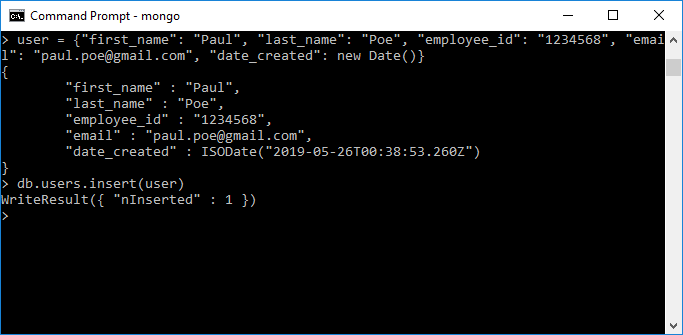 Command Prompt - mongo
> user = {"first_name": "Paul", "last_name": "Poe", "employee_id": "1234568", "emai
l": "paul.poe@gmail.com", "date_created": new Date()}
{
        "first_name" : "Paul",
        "last_name" : "Poe",
        "employee_id" : "1234568",
        "email" : "paul.poe@gmail.com",
        "date_created" : ISODate("2019-05-26T00:38:53.260Z")
}
> db.users.insert(user)
WriteResult({ "nInserted" : 1 })
>